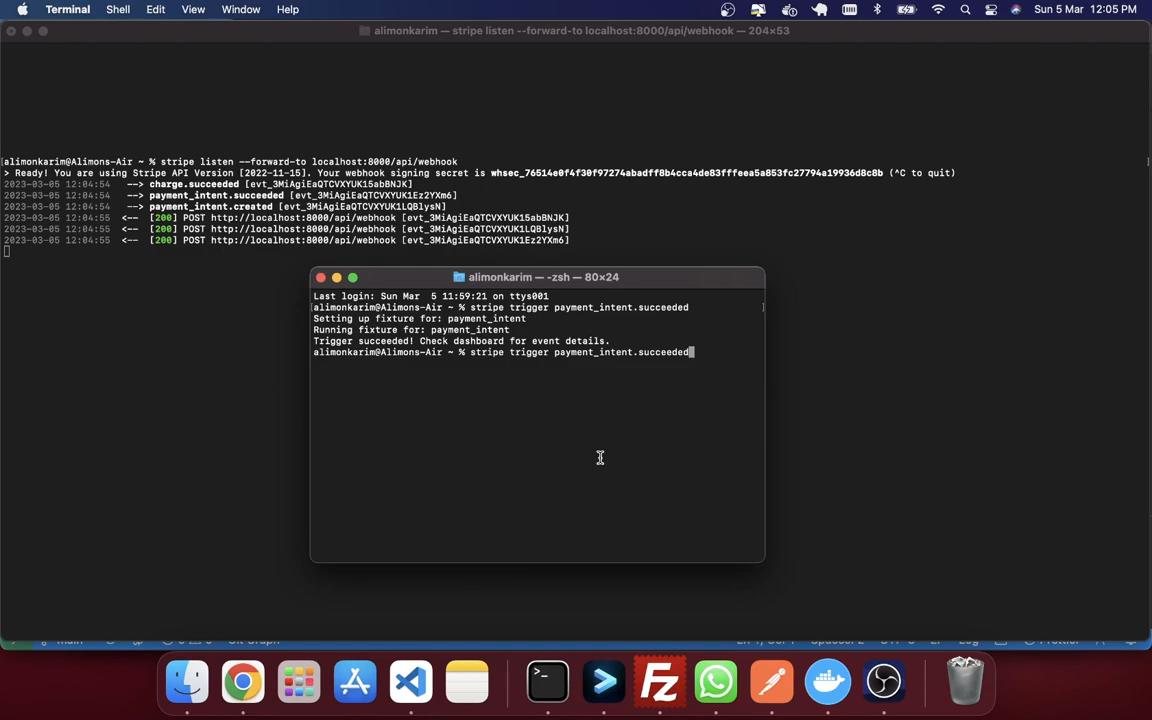 Terminal Shell Edit View Window Help Sun 5 Mar 12:05 PM
alimonkarim — stripe listen --forward-to localhost:8000/api/webhook — 204×53
[alimonkarim@Alimons-Air ~ % stripe listen --forward-to localhost:8000/api/webhook ]
> Ready! You are using Stripe API Version [2022-11-15]. Your webhook signing secret is whsec_76514e0f4f30f97274abadff8b4cca4de83fffeea5a853fc27794a19936d8c8b (^C to quit)
2023-03-05 12:04:54 --> charge.succeeded [evt_3MiAgiEaQTCVXYUK15abBNJK]
2023-03-05 12:04:54 --> payment_intent.succeeded [evt_3MiAgiEaQTCVXYUK1Ez2YXm6]
2023-03-05 12:04:54 --> payment_intent.created [evt_3MiAgiEaQTCVXYUK1LQBlysN]
2023-03-05 12:04:55 <-- [200] POST http://localhost:8000/api/webhook [evt_3MiAgiEaQTCVXYUK15abBNJK]
2023-03-05 12:04:55 <-- [200] POST http://localhost:8000/api/webhook [evt_3MiAgiEaQTCVXYUK1LQBlysN]
2023-03-05 12:04:55 <-- [200] POST http://localhost:8000/api/webhook [evt_3MiAgiEaQTCVXYUK1Ez2YXm6]
alimonkarim — -zsh — 80×24
Last login: Sun Mar  5 11:59:21 on ttys001
[alimonkarim@Alimons-Air ~ % stripe trigger payment_intent.succeeded ]
Setting up fixture for: payment_intent
Running fixture for: payment_intent
Trigger succeeded! Check dashboard for event details.
alimonkarim@Alimons-Air ~ % stripe trigger payment_intent.succeeded